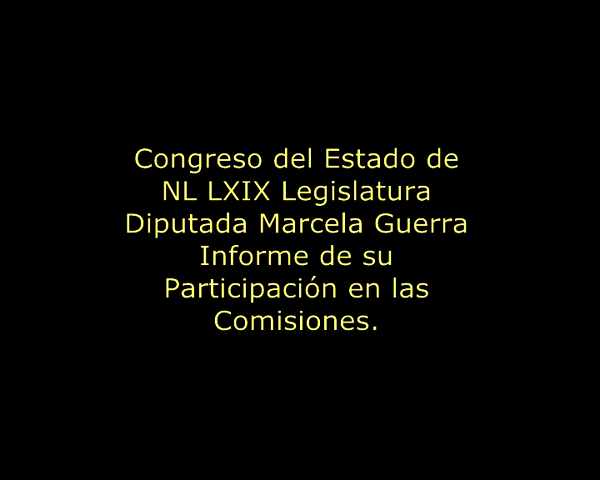 Congreso del Estado de
NL LXIX Legislatura
Diputada Marcela Guerra
Informe de su
Participación en las
Comisiones.